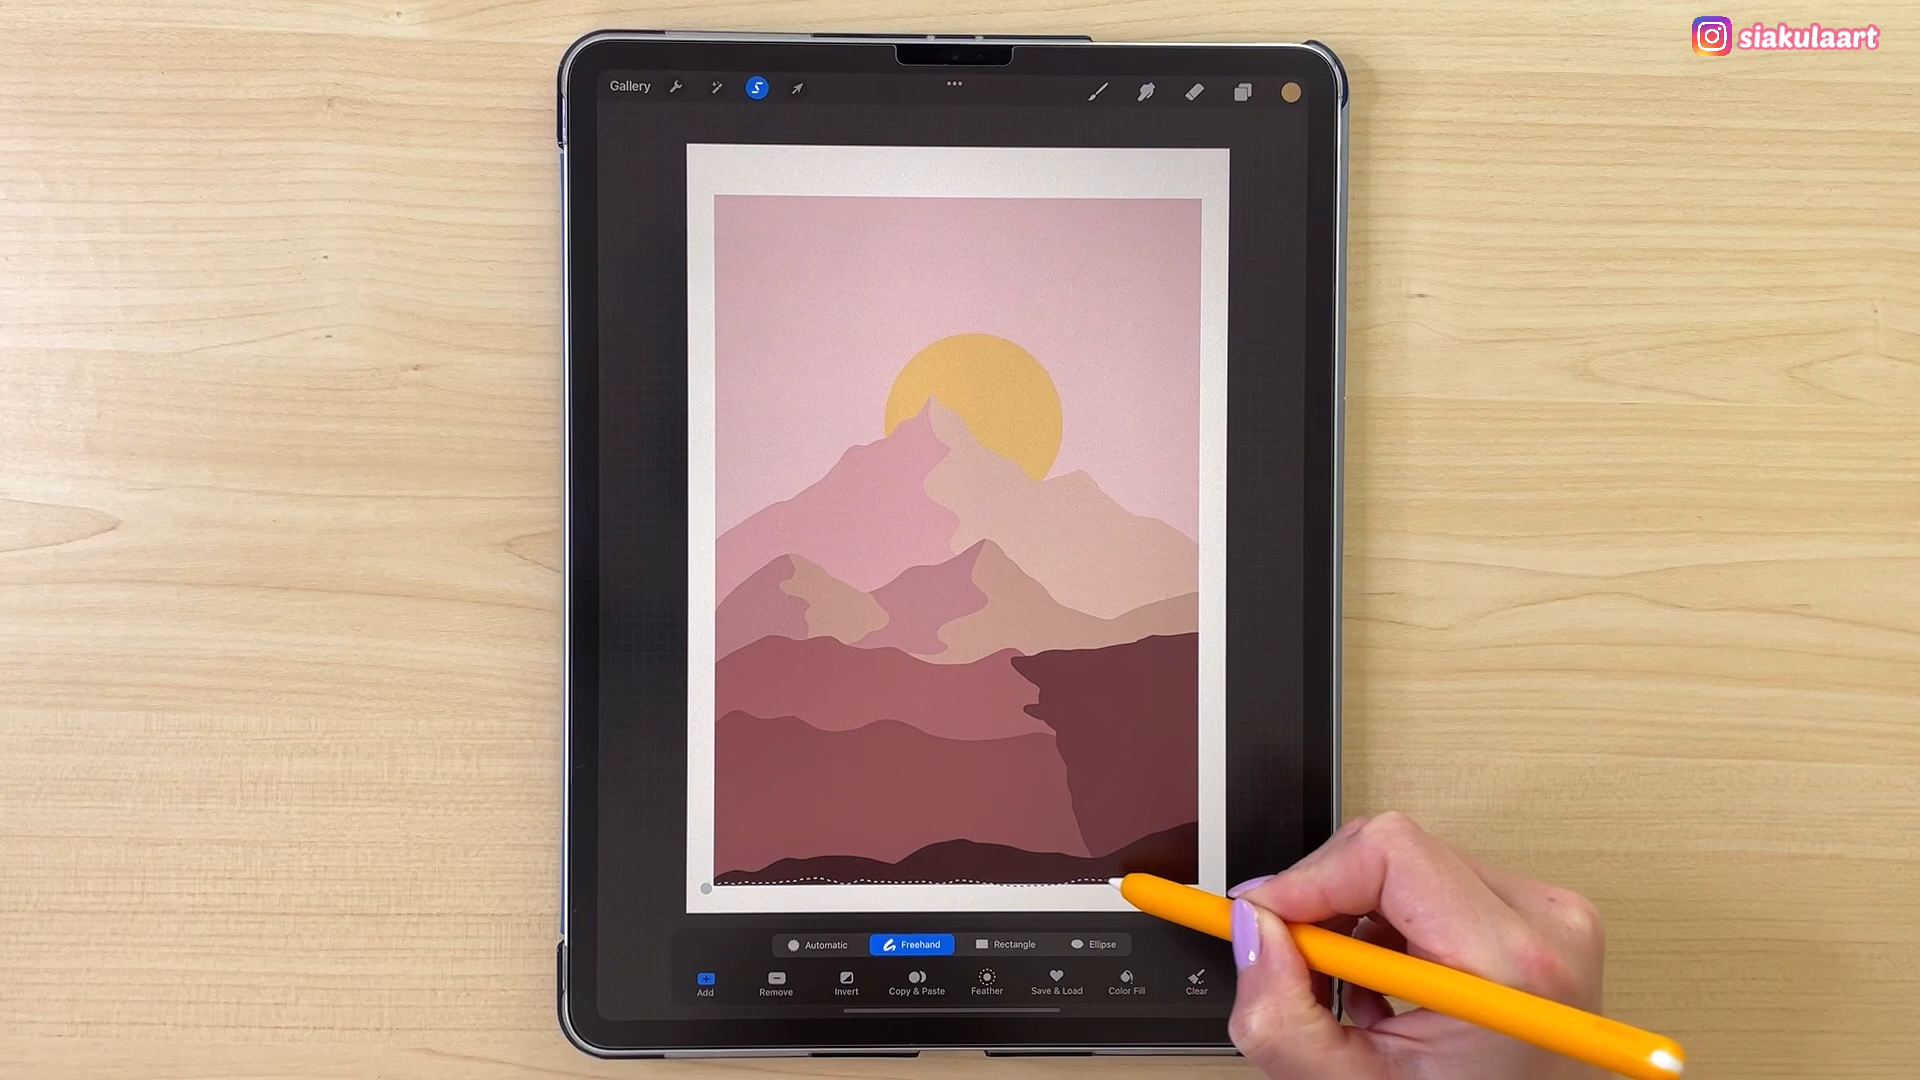 siakulaart
Gallery
Automatic
Freehand
Rectangle
Ellipse
Add
Remove
Invert
Copy & Paste
Feather
Save & Load
Color Fill
Clear